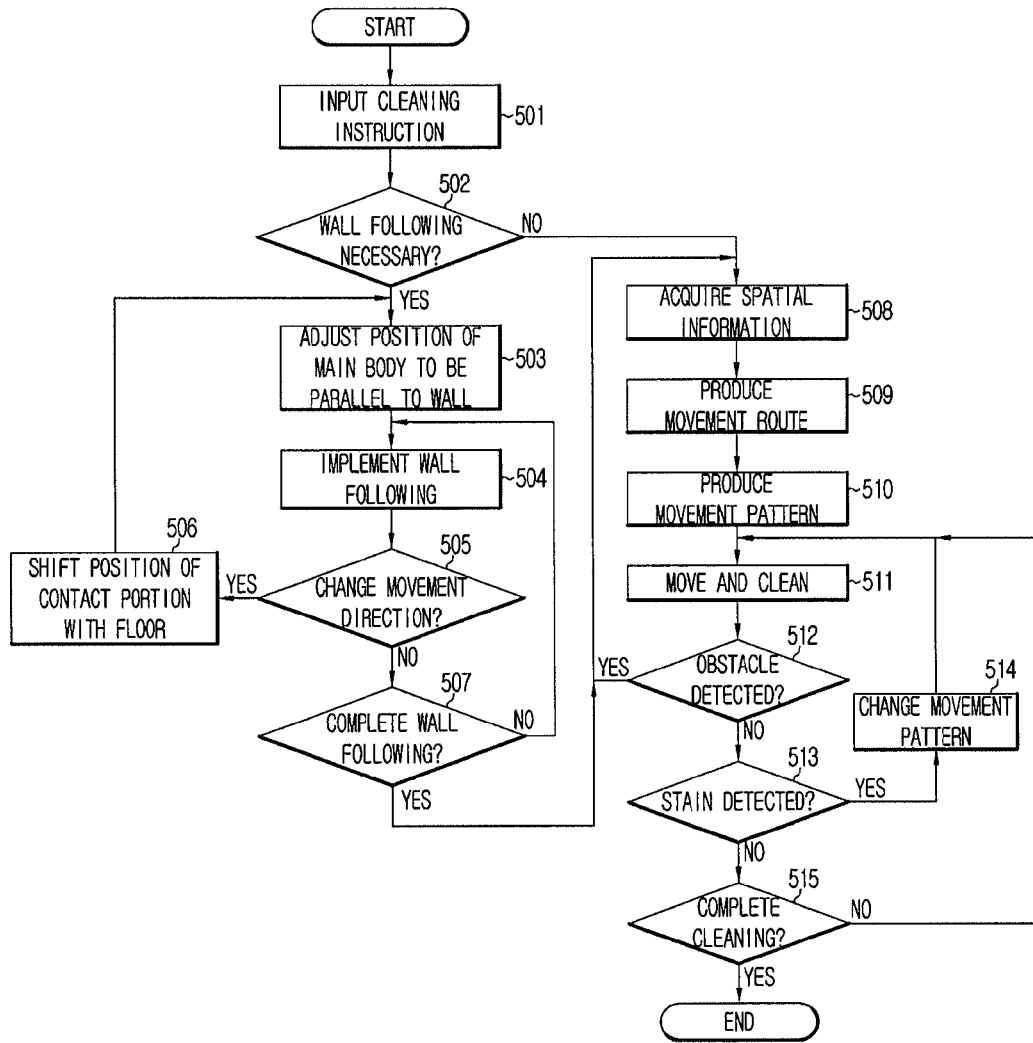 START
INPUT CLEANING
INSTRUCTION
501
502
WALL FOLLOWING
NECESSARY?
NO
YES
ADJUST POSITION OF
MAIN BODY TO BE
PARALLEL TO WALL
503
IMPLEMENT WALL
FOLLOWING
504
505
CHANGE MOVEMENT
DIRECTION?
YES
NO
506
SHIFT POSITION OF
CONTACT PORTION
WITH FLOOR
507
COMPLETE WALL
FOLLOWING?
NO
YES
ACQUIRE SPATIAL
INFORMATION
508
PRODUCE
MOVEMENT ROUTE
509
PRODUCE
MOVEMENT PATTERN
510
MOVE AND CLEAN
511
512
OBSTACLE
DETECTED?
YES
NO
513
STAIN DETECTED?
YES
NO
514
CHANGE MOVEMENT
PATTERN
515
COMPLETE
CLEANING?
NO
YES
END